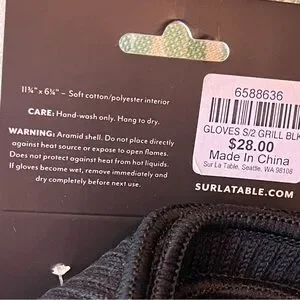 11¾" x 6¼" – Soft cotton/polyester interior
CARE: Hand-wash only. Hang to dry.
WARNING: Aramid shell. Do not place directly
against heat source or expose to open flames.
Does not protect against heat from hot liquids.
If gloves become wet, remove immediately and
dry completely before next use.
6588636
GLOVES S/2 GRILL BLK
$28.00
Made In China
Sur La Table, Seattle, WA 98108
SURLATABLE.COM